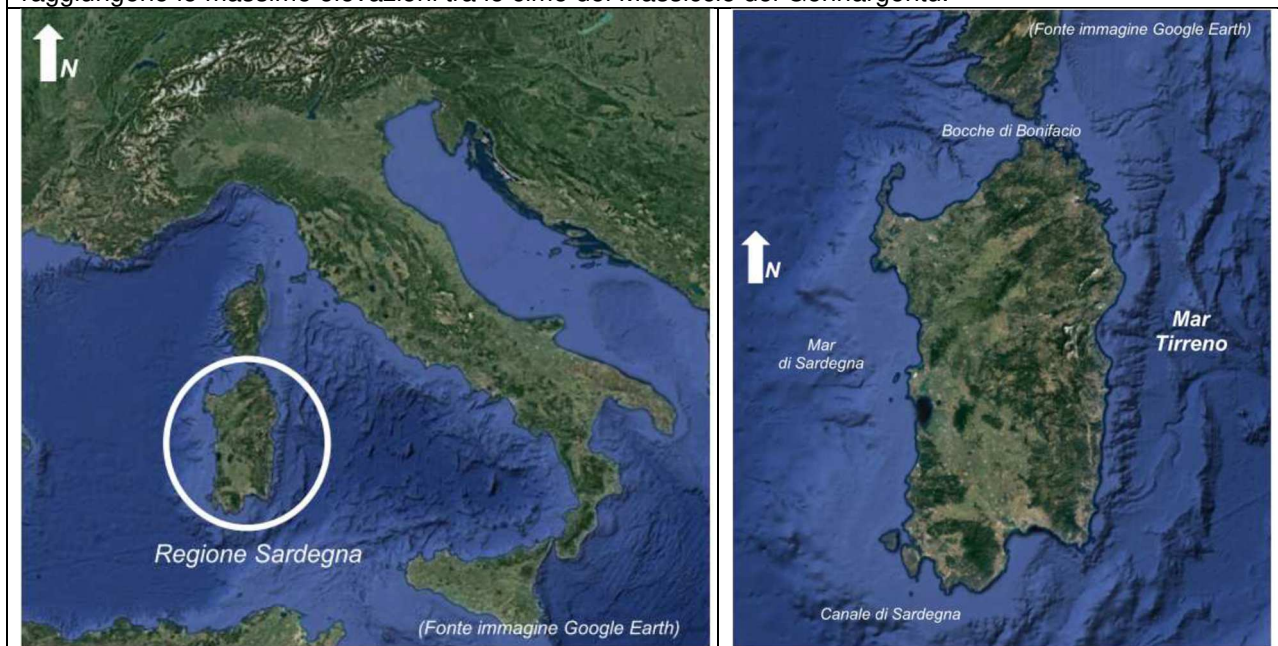 raggiungono le massime elevazioni tra le cime del Massiccio del Gennargentu.
N
Regione Sardegna
(Fonte immagine Google Earth)
(Fonte immagine Google Earth)
Bocche di Bonifacio
N
Mar
di Sardegna
Mar
Tirreno
Canale di Sardegna